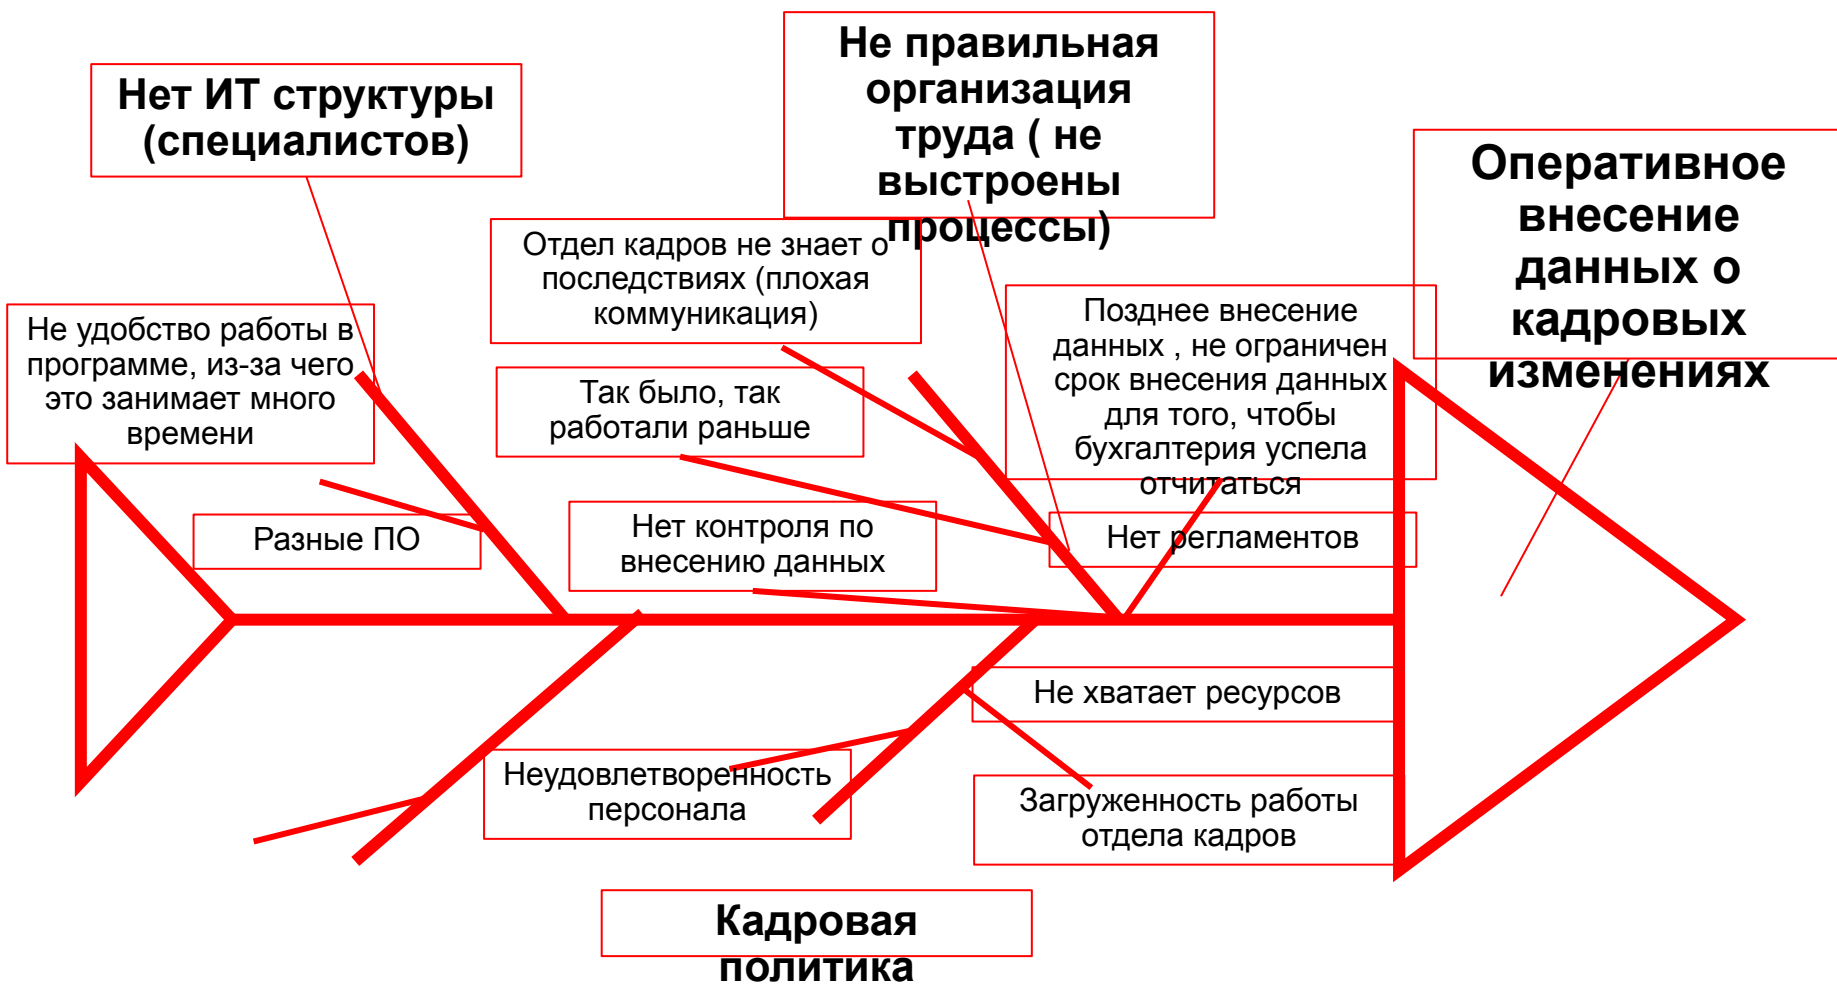 Нет ИТ структуры
(специалистов)
Не правильная
организация
труда ( не
выстроены
процессы)
Оперативное
внесение
данных о
кадровых
изменениях
Отдел кадров не знает о
последствиях (плохая
коммуникация)
Не удобство работы в
программе, из-за чего
это занимает много
времени
Так было, так
работали раньше
Позднее внесение
данных , не ограничен
срок внесения данных
для того, чтобы
бухгалтерия успела
отчитаться
Разные ПО
Нет контроля по
внесению данных
Нет регламентов
Не хватает ресурсов
Неудовлетворенность
персонала
Загруженность работы
отдела кадров
Кадровая
политика